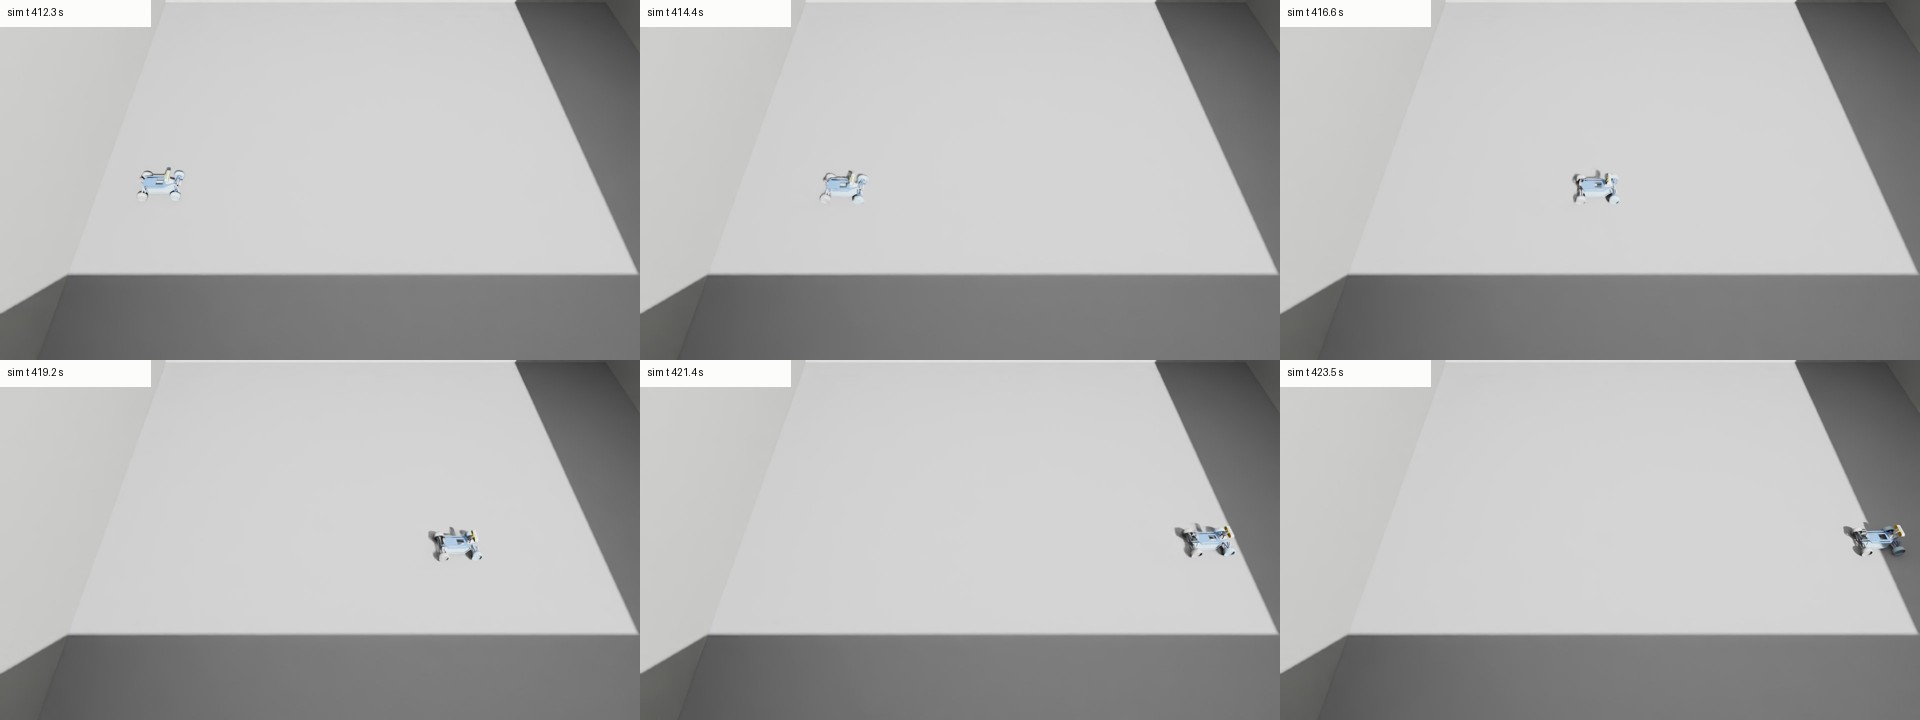 sim t 412.3 s
sim t 414.4 s
sim t 416.6 s
sim t 419.2 s
sim t 421.4 s
sim t 423.5 s